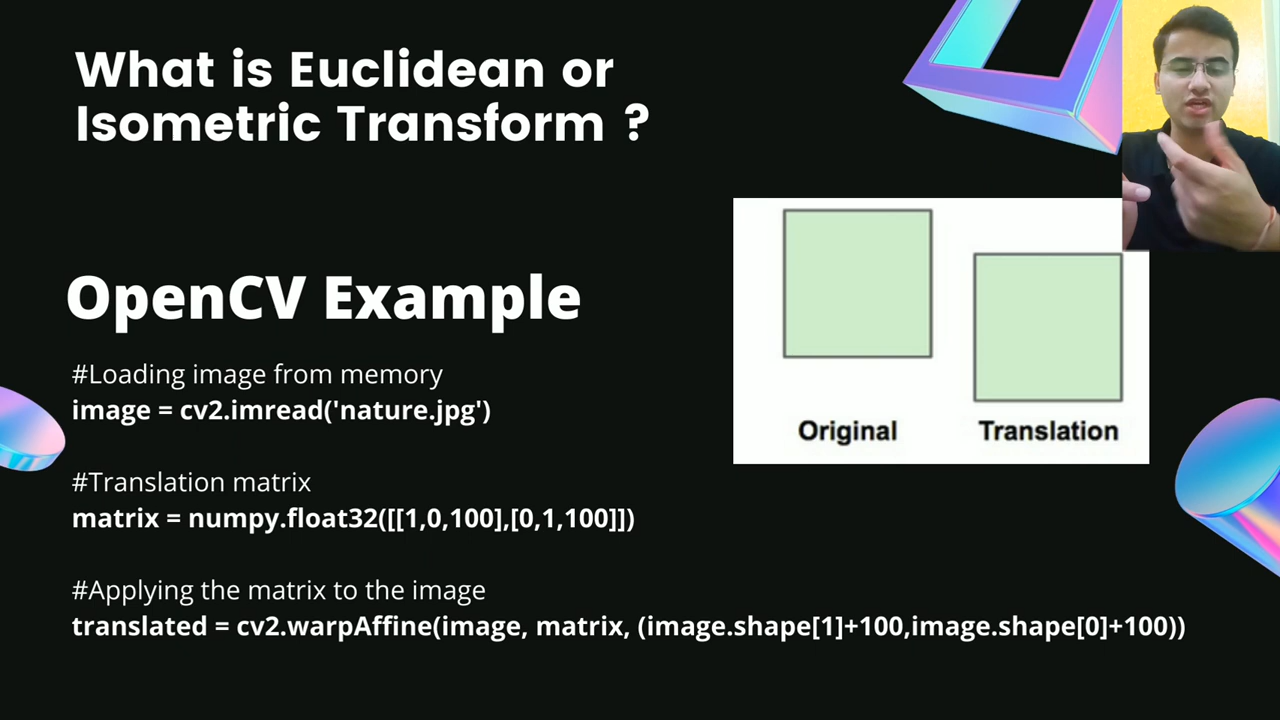 What is Euclidean or
Isometric Transform ?
OpenCV Example
#Loading image from memory
image = cv2.imread('nature.jpg')
#Translation matrix
matrix = numpy.float32([[1,0,100],[0,1,100]])
#Applying the matrix to the image
translated = cv2.warpAffine(image, matrix, (image.shape[1]+100,image.shape[0]+100))
Original
Translation